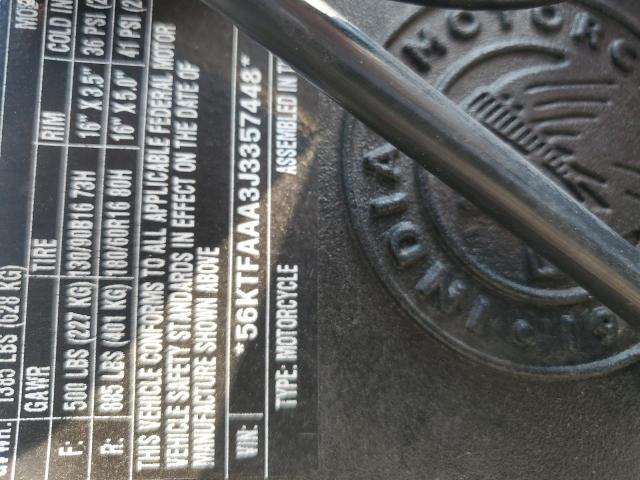 GVWR: 1385 LBS (628 KG)
GAWR TIRE RIM COLD IN
F: 500 LBS (227 KG) 130/90B16 73H 16" X 3.5" 36 PSI (2
R: 885 LBS (401 KG) 180/60R16 80H 16" X 5.0" 41 PSI (2
THIS VEHICLE CONFORMS TO ALL APPLICABLE FEDERAL MOTOR
VEHICLE SAFETY STANDARDS IN EFFECT ON THE DATE OF
MANUFACTURE SHOWN ABOVE
VIN: *56KTFAAA3J3357448*
TYPE: MOTORCYCLE ASSEMBLED IN T
INDIA MOTORC